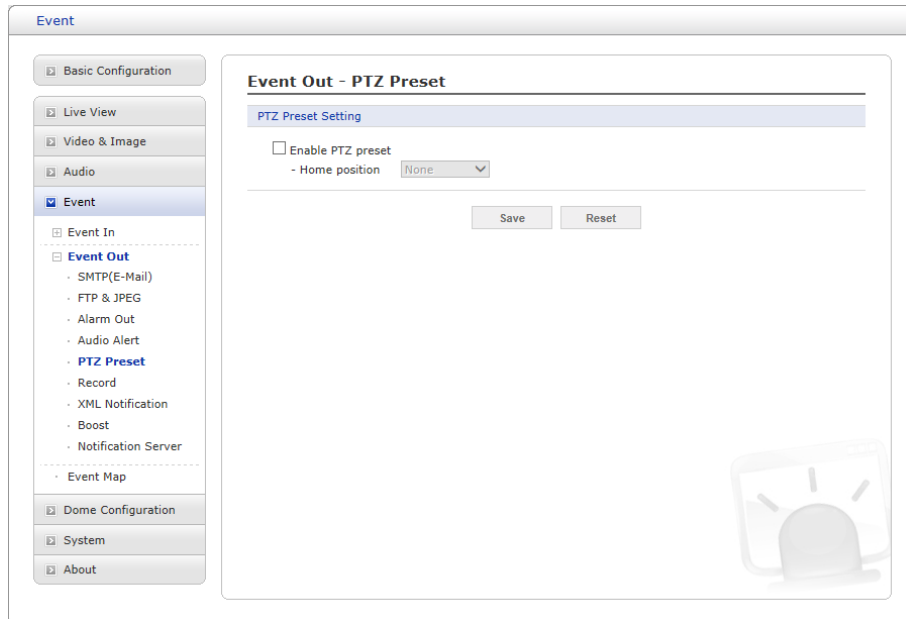 Event
Basic Configuration
Live View
Video & Image
Audio
Event
Event In
Event Out
· SMTP(E-Mail)
· FTP & JPEG
· Alarm Out
· Audio Alert
· PTZ Preset
· Record
· XML Notification
· Boost
· Notification Server
· Event Map
Dome Configuration
System
About
Event Out - PTZ Preset
PTZ Preset Setting
Enable PTZ preset
- Home position None
Save Reset